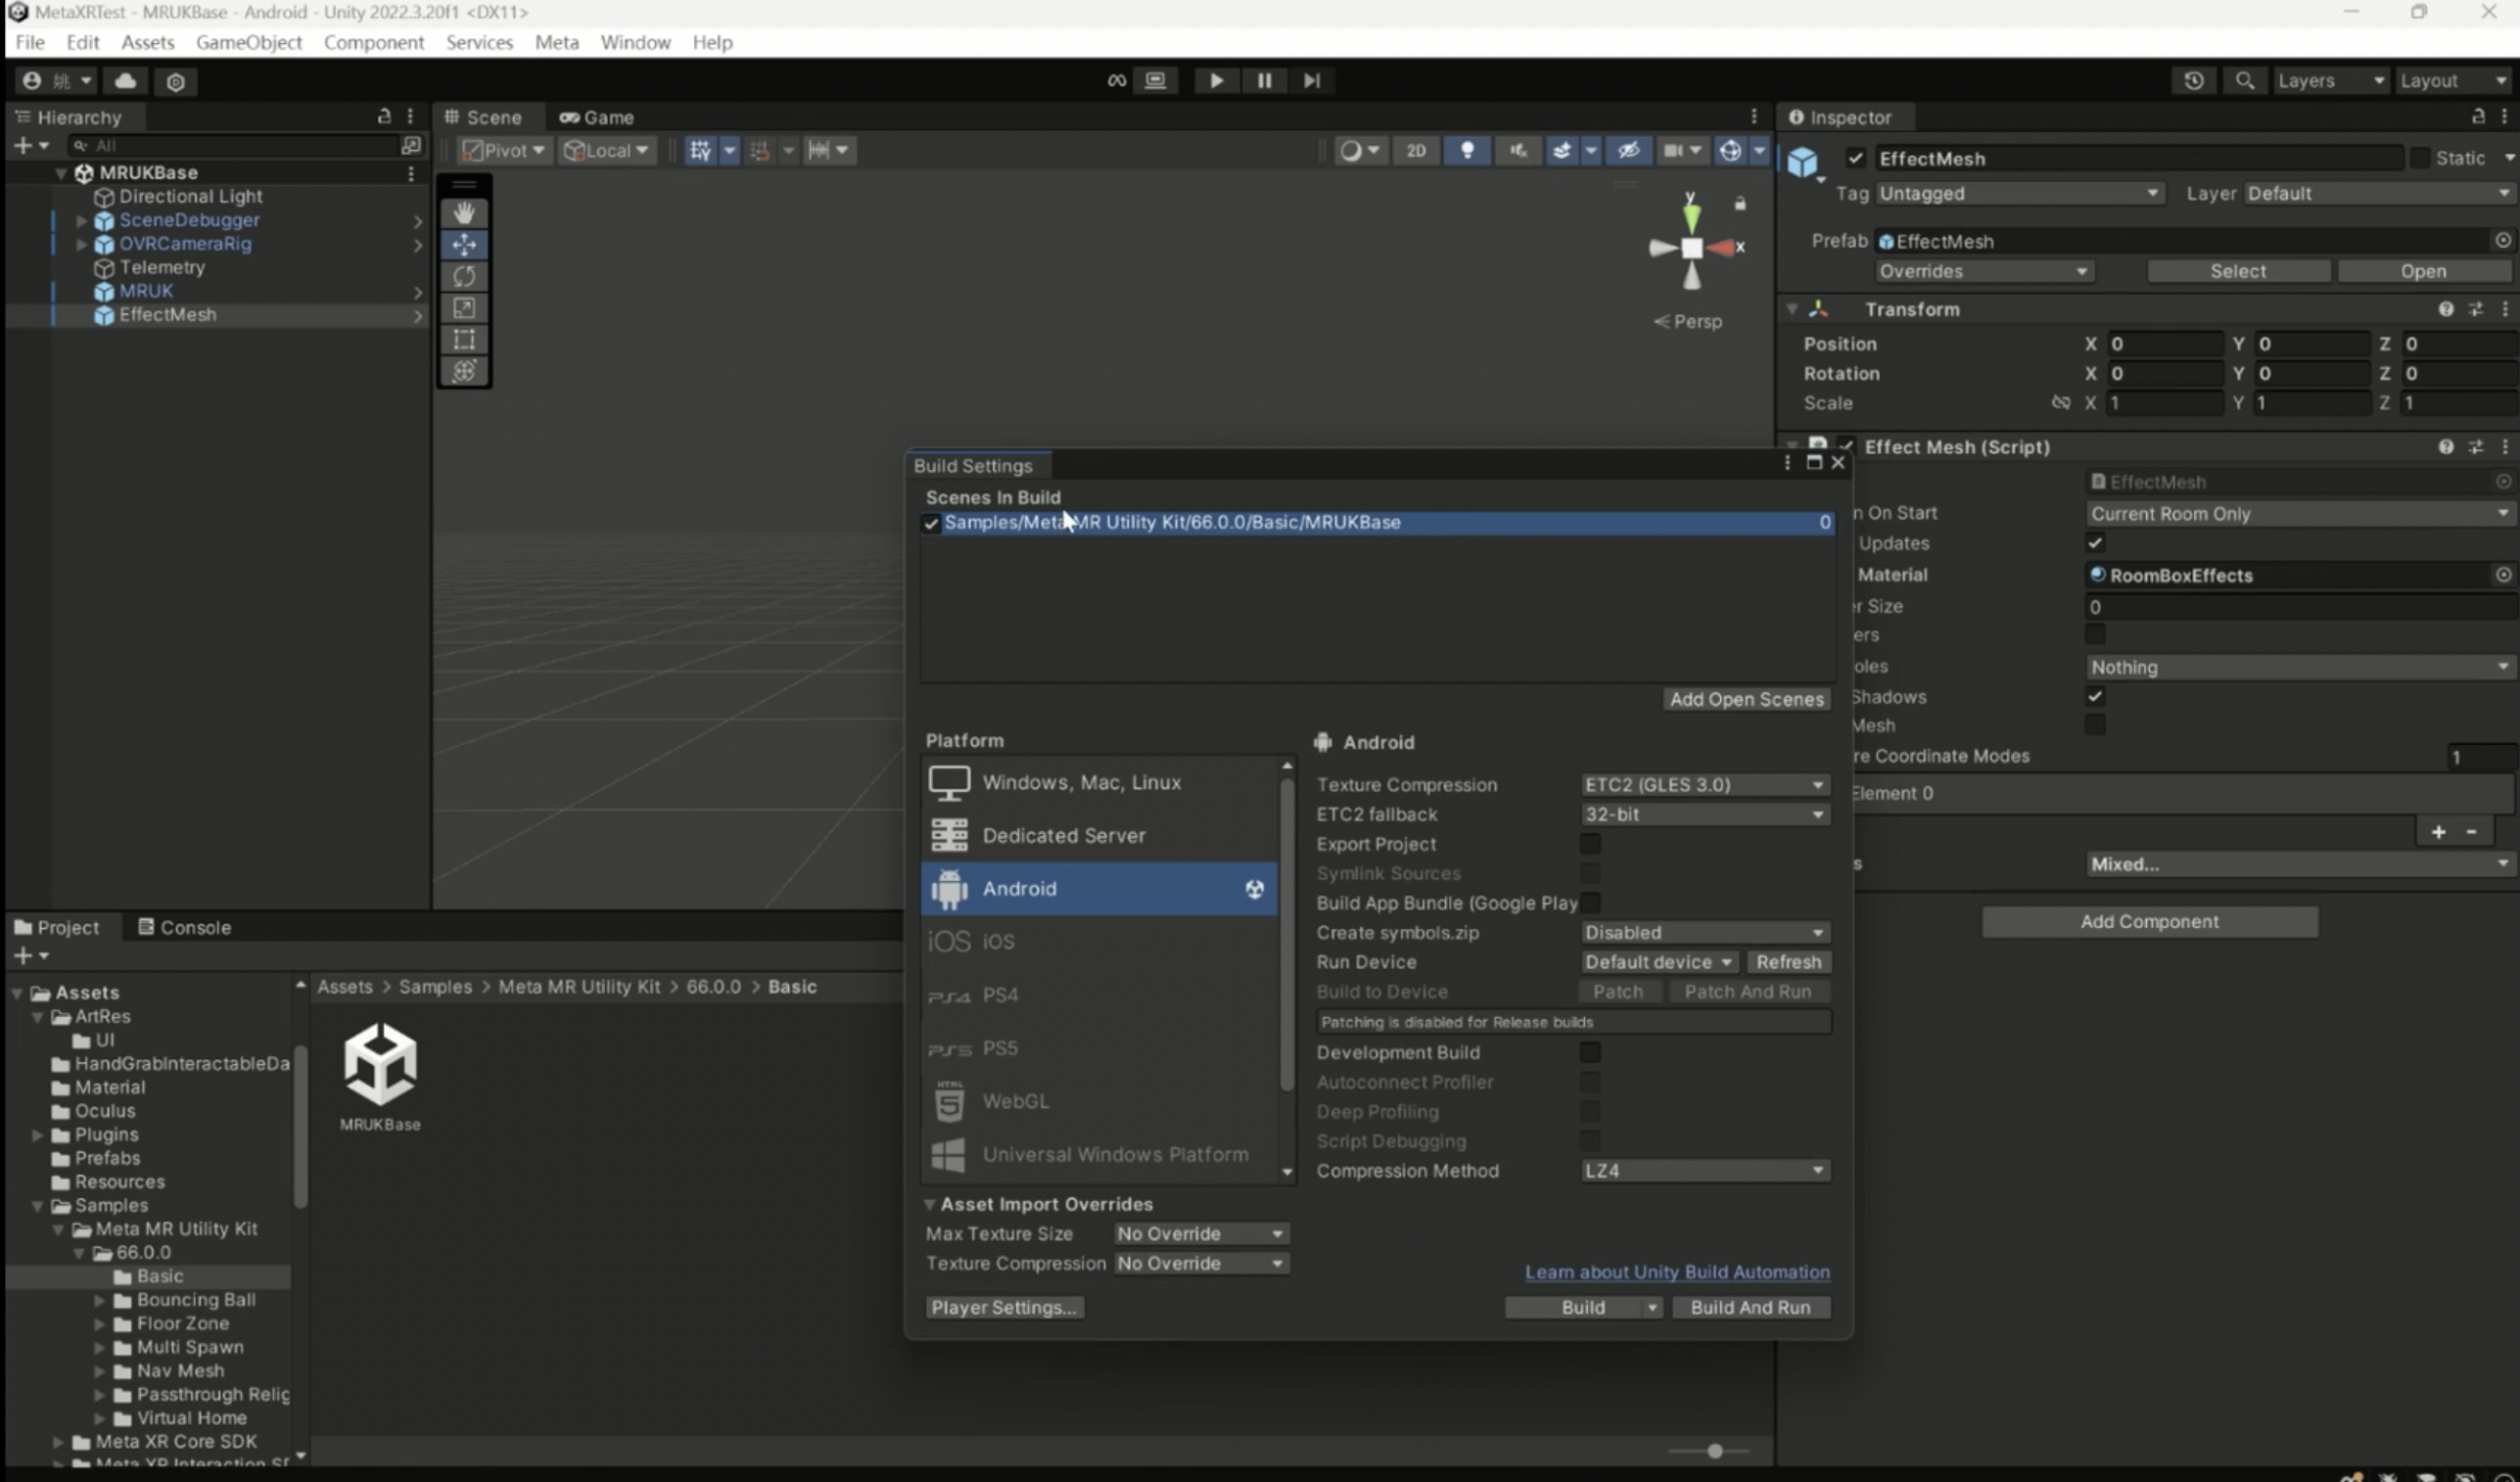 MetaXRTest - MRUKBase - Android - Unity 2022.3.20f1 <DX11>
File Edit Assets GameObject Component Services Meta Window Help
姚 Layers Layout
Hierarchy
All
MRUKBase
Directional Light
SceneDebugger
OVRCameraRig
Telemetry
MRUK
EffectMesh
Scene Game
Pivot Local 2D
y
x
Persp
Inspector
EffectMesh Static
Tag Untagged Layer Default
Prefab EffectMesh
Overrides Select Open
Transform
Position X 0 Y 0 Z 0
Rotation X 0 Y 0 Z 0
Scale X 1 Y 1 Z 1
Effect Mesh (Script)
EffectMesh
n On Start Current Room Only
Updates
Material RoomBoxEffects
r Size 0
ers
oles Nothing
Shadows
Mesh
re Coordinate Modes 1
Element 0
+ -
s Mixed...
Add Component
Build Settings
Scenes In Build
Samples/Meta MR Utility Kit/66.0.0/Basic/MRUKBase 0
Add Open Scenes
Platform
Windows, Mac, Linux
Dedicated Server
Android
iOS iOS
PS4 PS4
PS5 PS5
HTML
5 WebGL
Universal Windows Platform
Android
Texture Compression ETC2 (GLES 3.0)
ETC2 fallback 32-bit
Export Project
Symlink Sources
Build App Bundle (Google Play
Create symbols.zip Disabled
Run Device Default device Refresh
Build to Device Patch Patch And Run
Patching is disabled for Release builds
Development Build
Autoconnect Profiler
Deep Profiling
Script Debugging
Compression Method LZ4
Asset Import Overrides
Max Texture Size No Override
Texture Compression No Override
Learn about Unity Build Automation
Player Settings... Build Build And Run
Project Console
Assets
ArtRes
UI
HandGrabInteractableDa
Material
Oculus
Plugins
Prefabs
Resources
Samples
Meta MR Utility Kit
66.0.0
Basic
Bouncing Ball
Floor Zone
Multi Spawn
Nav Mesh
Passthrough Relig
Virtual Home
Meta XR Core SDK
Meta XR Interaction SD
Assets > Samples > Meta MR Utility Kit > 66.0.0 > Basic
MRUKBase